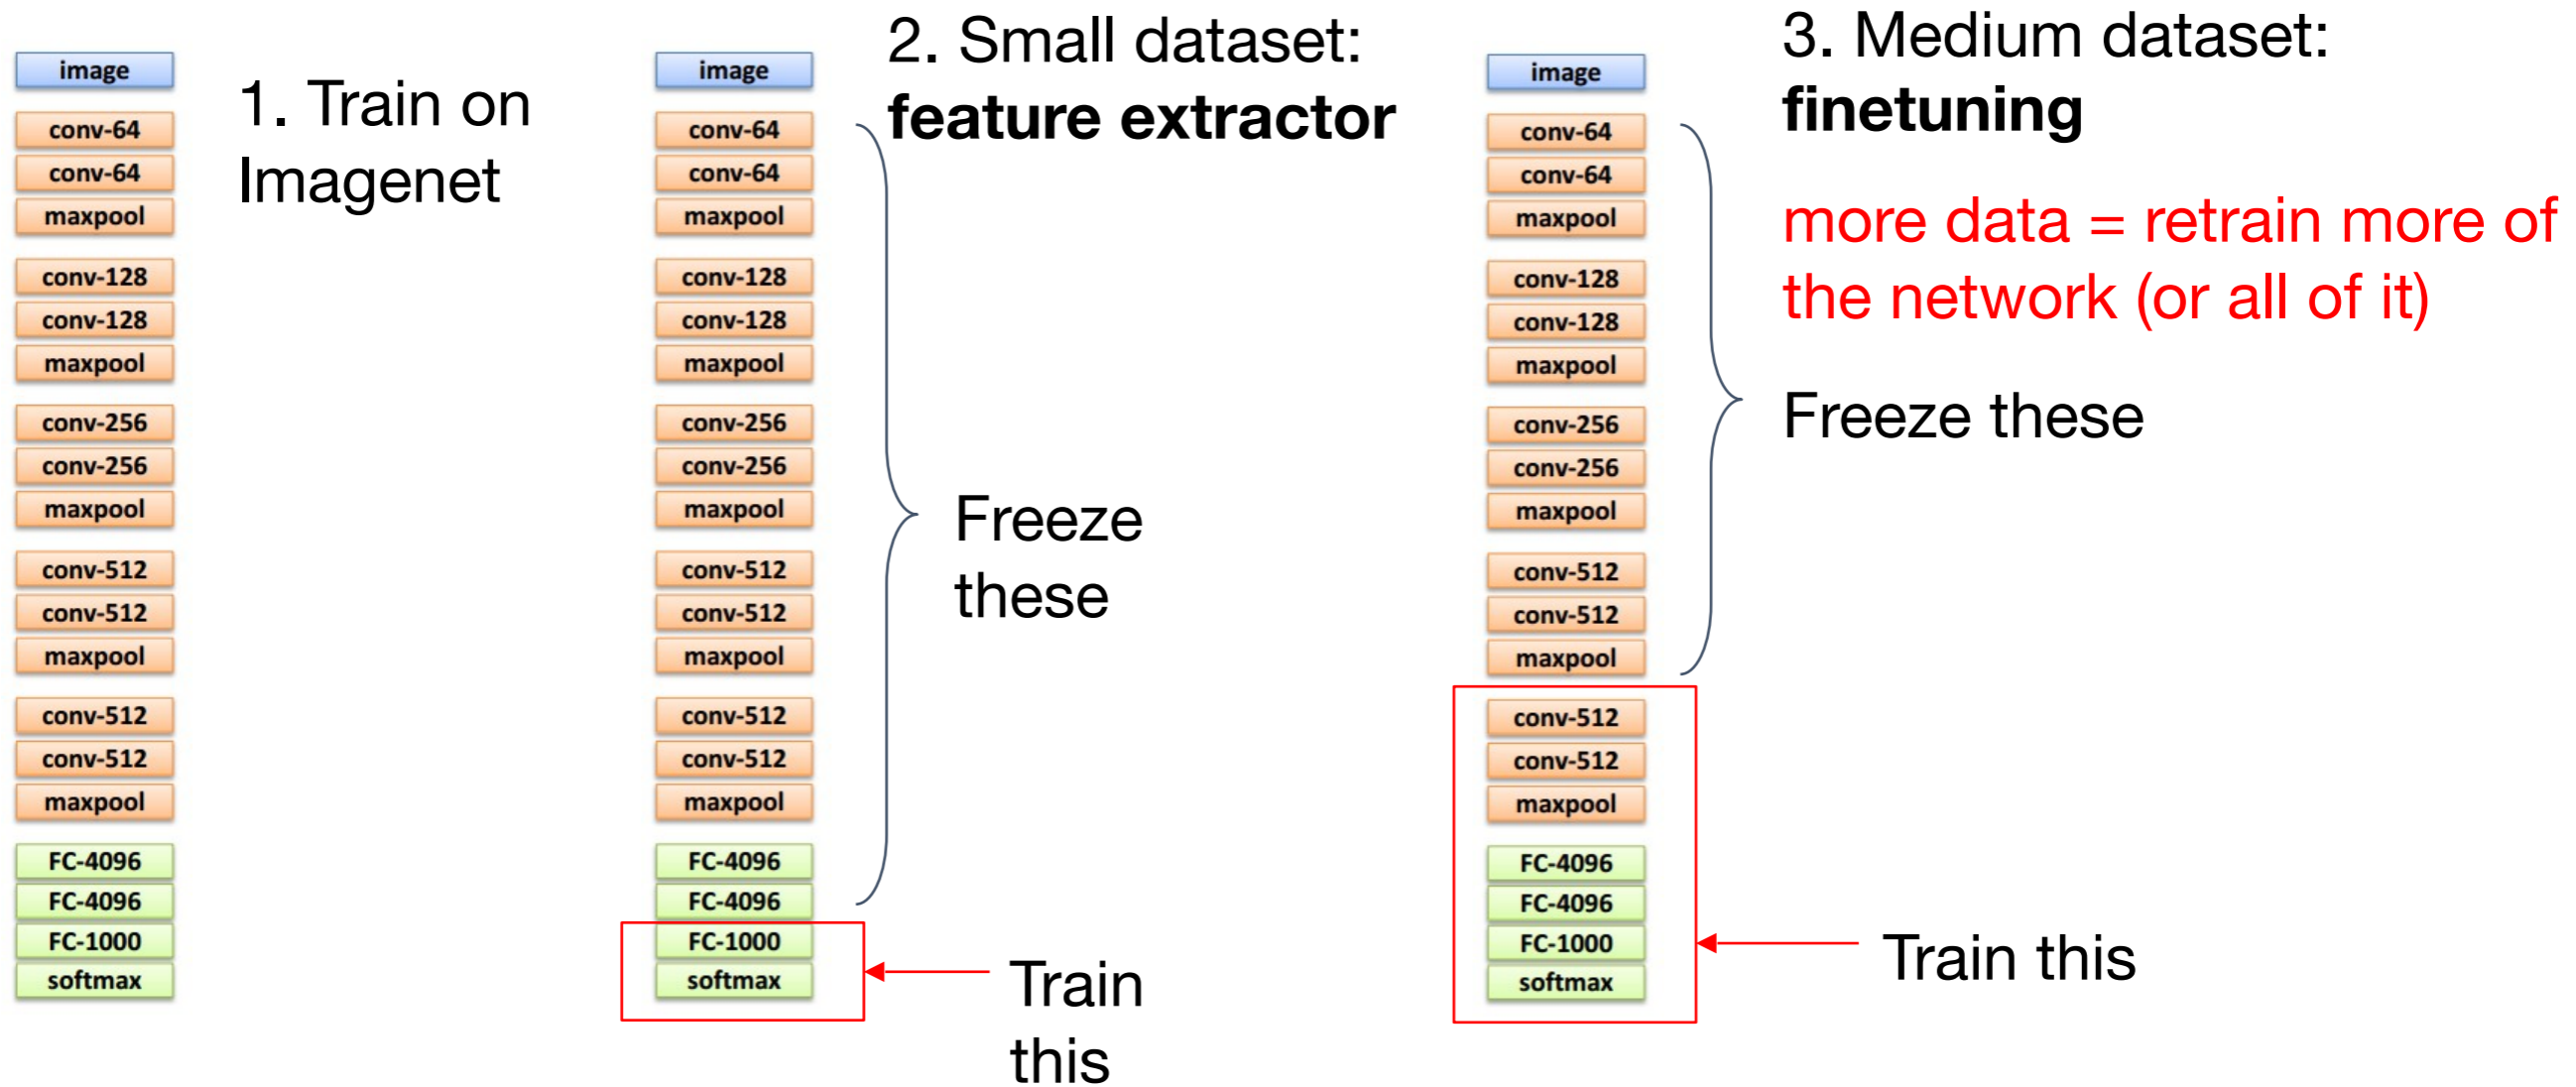 image
conv-64
conv-64
maxpool
conv-128
conv-128
maxpool
conv-256
conv-256
maxpool
conv-512
conv-512
maxpool
conv-512
conv-512
maxpool
FC-4096
FC-4096
FC-1000
softmax
1. Train on
Imagenet
image
conv-64
conv-64
maxpool
conv-128
conv-128
maxpool
conv-256
conv-256
maxpool
conv-512
conv-512
maxpool
conv-512
conv-512
maxpool
FC-4096
FC-4096
FC-1000
softmax
2. Small dataset:
feature extractor
Freeze
these
Train
this
image
conv-64
conv-64
maxpool
conv-128
conv-128
maxpool
conv-256
conv-256
maxpool
conv-512
conv-512
maxpool
conv-512
conv-512
maxpool
FC-4096
FC-4096
FC-1000
softmax
3. Medium dataset:
finetuning
more data = retrain more of
the network (or all of it)
Freeze these
Train this